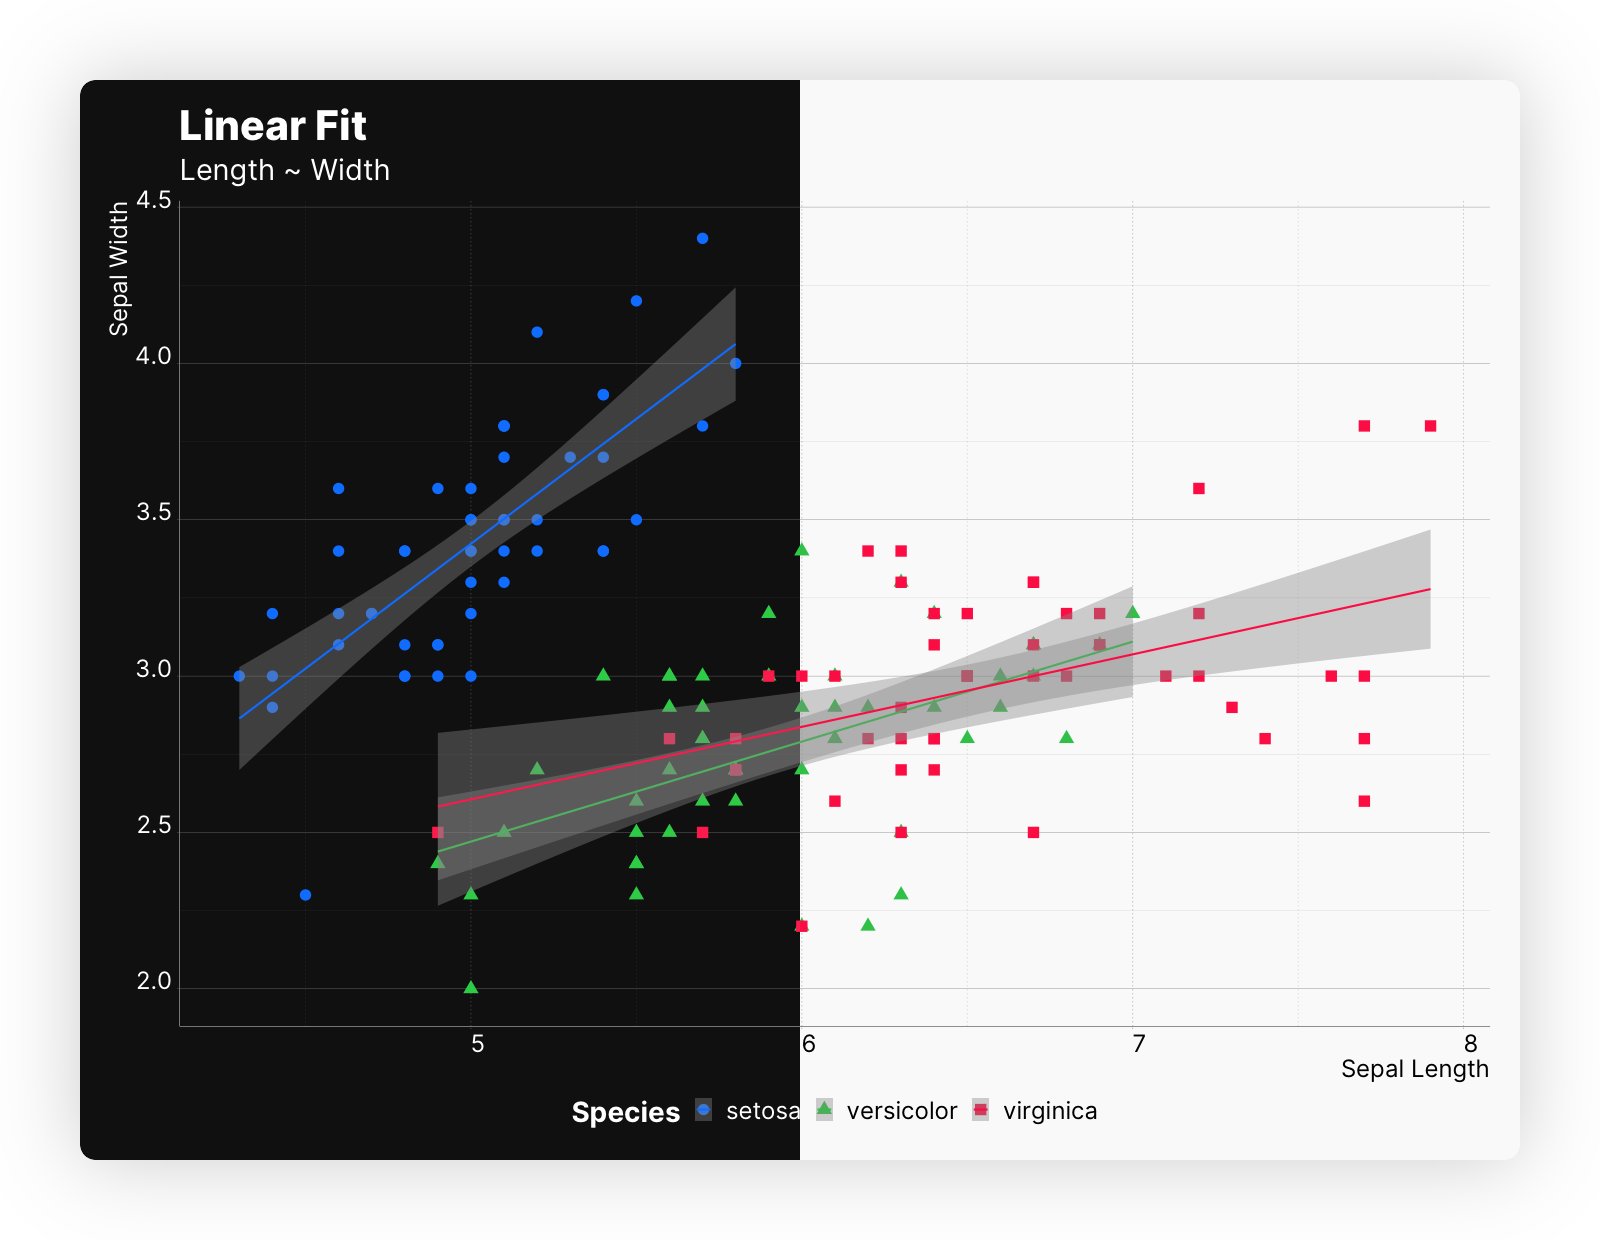 Linear Fit
Length ~ Width
Sepal Width
4.5
4.0
3.5
3.0
2.5
2.0
5 6 7 8
Sepal Length
Species setosa versicolor virginica